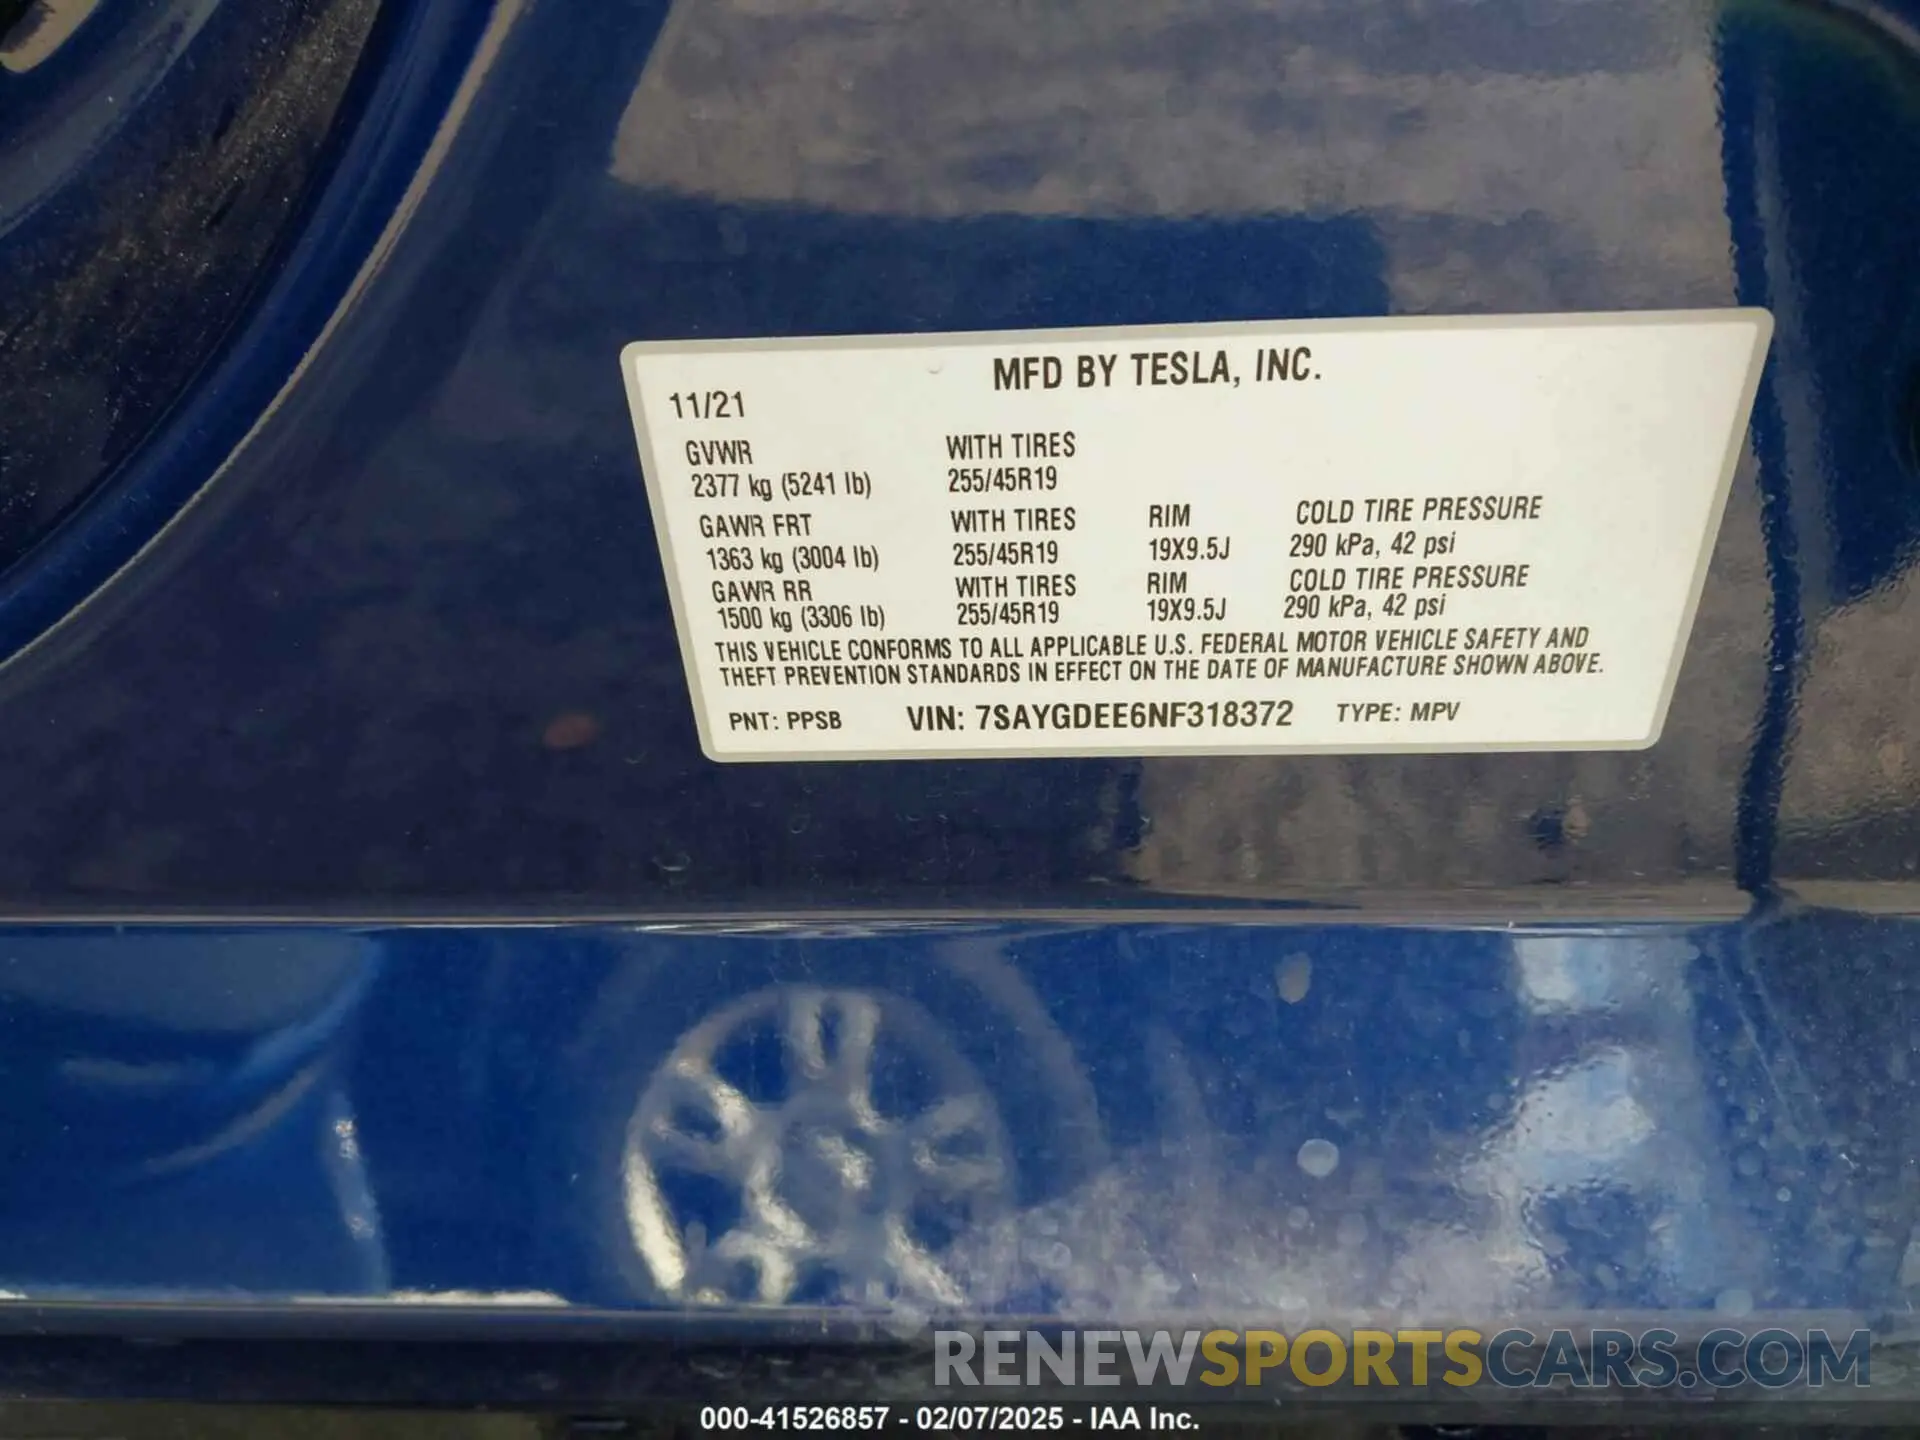 MFD BY TESLA, INC.
11/21
GVWR WITH TIRES
2377 kg (5241 lb) 255/45R19
GAWR FRT WITH TIRES RIM COLD TIRE PRESSURE
1363 kg (3004 lb) 255/45R19 19X9.5J 290 kPa, 42 psi
GAWR RR WITH TIRES RIM COLD TIRE PRESSURE
1500 kg (3306 lb) 255/45R19 19X9.5J 290 kPa, 42 psi
THIS VEHICLE CONFORMS TO ALL APPLICABLE U.S. FEDERAL MOTOR VEHICLE SAFETY AND
THEFT PREVENTION STANDARDS IN EFFECT ON THE DATE OF MANUFACTURE SHOWN ABOVE.
PNT: PPSB VIN: 7SAYGDEE6NF318372 TYPE: MPV
RENEWSPORTSCARS.COM
000-41526857 - 02/07/2025 - IAA Inc.